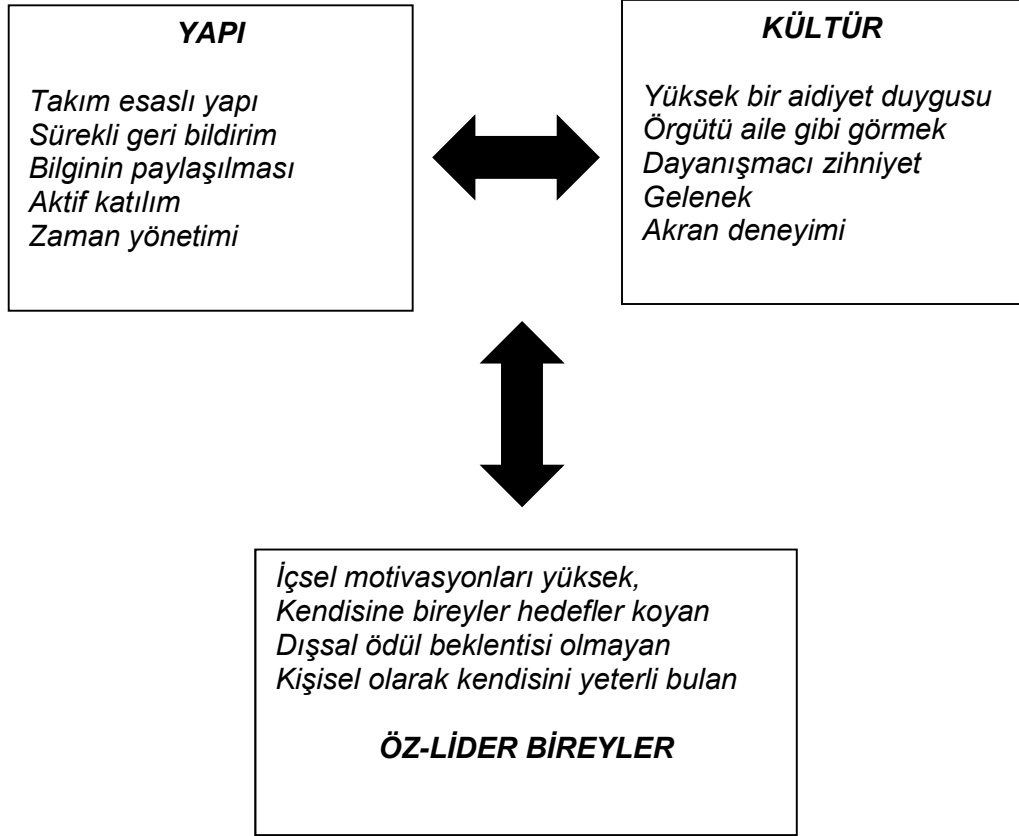 YAPI
Takım esaslı yapı
Sürekli geri bildirim
Bilginin paylaşılması
Aktif katılım
Zaman yönetimi
KÜLTÜR
Yüksek bir aidiyet duygusu
Örgütü aile gibi görmek
Dayanışmacı zihniyet
Gelenek
Akran deneyimi
İçsel motivasyonları yüksek,
Kendisine bireyler hedefler koyan
Dışsal ödül beklentisi olmayan
Kişisel olarak kendisini yeterli bulan
ÖZ-LİDER BİREYLER